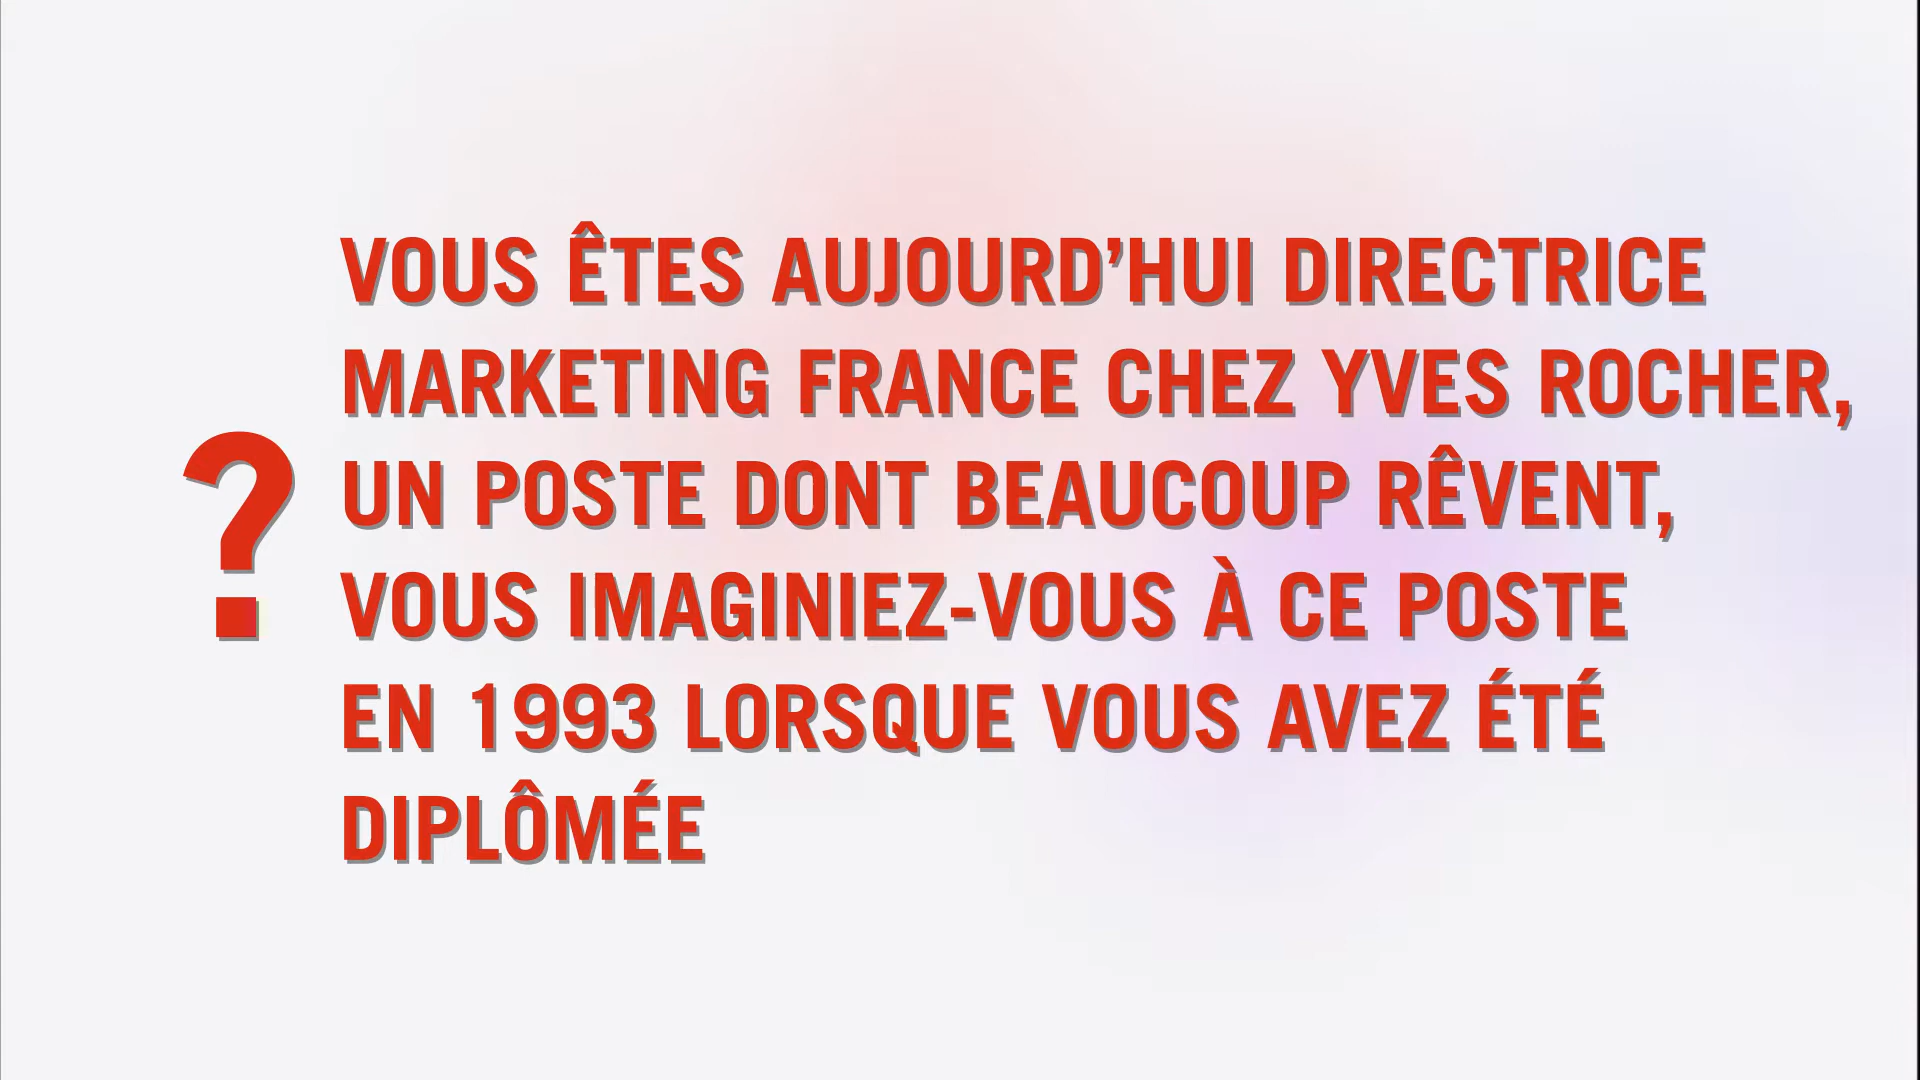 ?
VOUS ÊTES AUJOURD’HUI DIRECTRICE
MARKETING FRANCE CHEZ YVES ROCHER,
UN POSTE DONT BEAUCOUP RÊVENT,
VOUS IMAGINIEZ-VOUS À CE POSTE
EN 1993 LORSQUE VOUS AVEZ ÉTÉ
DIPLÔMÉE